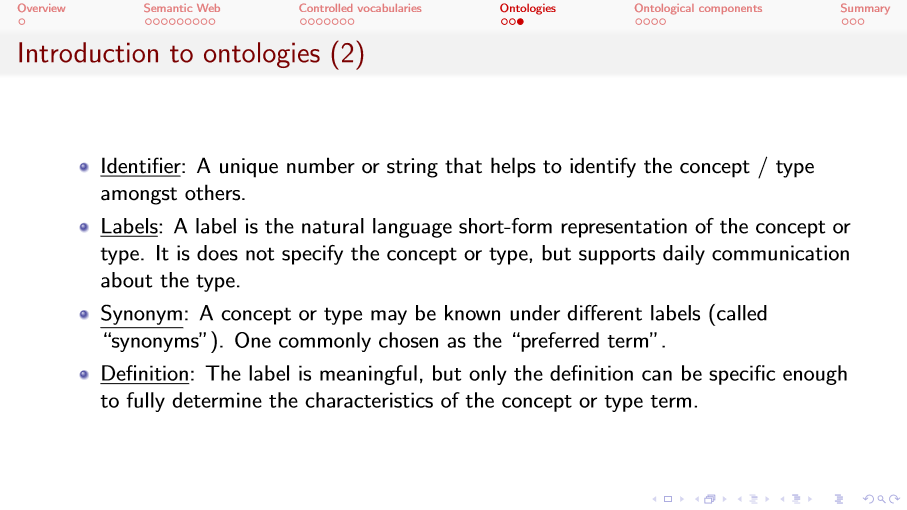 Overview Semantic Web Controlled vocabularies Ontologies Ontological components Summary
Introduction to ontologies (2)
Identifier: A unique number or string that helps to identify the concept / type
amongst others.
Labels: A label is the natural language short-form representation of the concept or
type. It is does not specify the concept or type, but supports daily communication
about the type.
Synonym: A concept or type may be known under different labels (called
“synonyms”). One commonly chosen as the “preferred term”.
Definition: The label is meaningful, but only the definition can be specific enough
to fully determine the characteristics of the concept or type term.